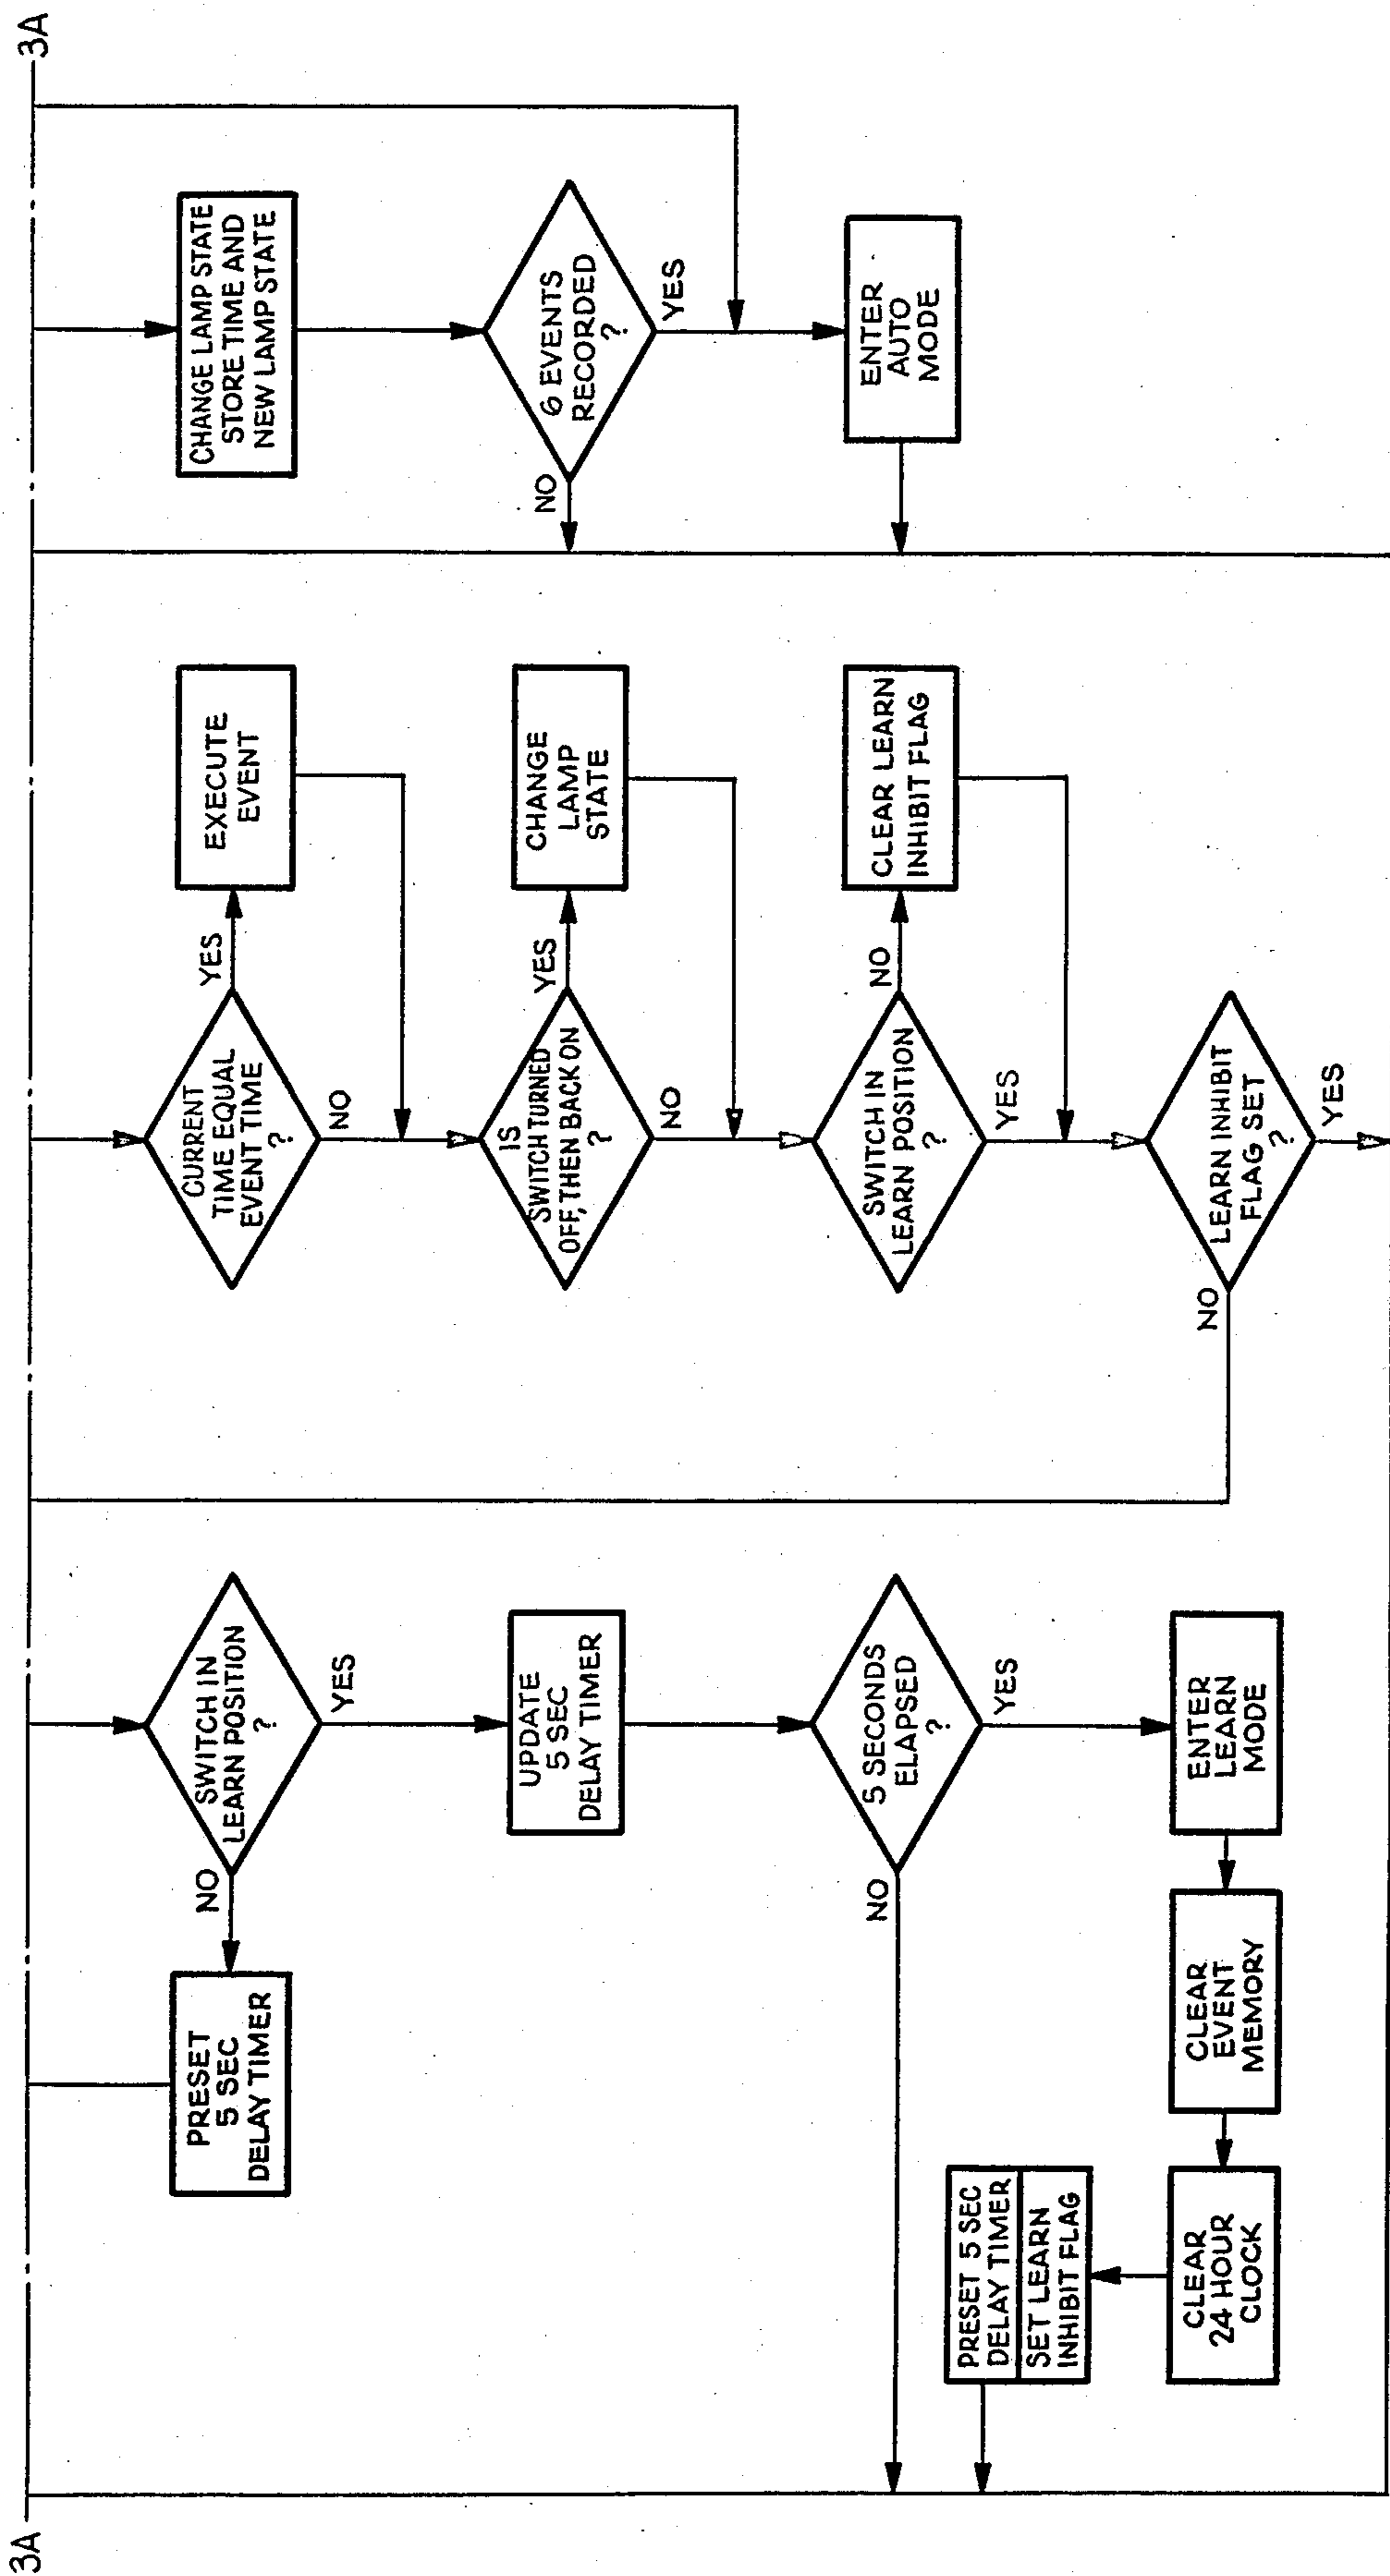 3A
3A
SWITCH IN
LEARN POSITION
?
NO
YES
PRESET
5 SEC
DELAY TIMER
UPDATE
5 SEC
DELAY TIMER
5 SECONDS
ELAPSED
?
NO
YES
ENTER
LEARN
MODE
CLEAR
EVENT
MEMORY
CLEAR
24 HOUR
CLOCK
PRESET 5 SEC
DELAY TIMER
SET LEARN
INHIBIT FLAG
CURRENT
TIME EQUAL
EVENT TIME
?
YES
NO
EXECUTE
EVENT
IS
SWITCH TURNED
OFF, THEN BACK ON
?
YES
NO
CHANGE
LAMP
STATE
SWITCH IN
LEARN POSITION
?
NO
YES
CLEAR LEARN
INHIBIT FLAG
LEARN INHIBIT
FLAG SET
?
NO
YES
CHANGE LAMP STATE
STORE TIME AND
NEW LAMP STATE
6 EVENTS
RECORDED
?
NO
YES
ENTER
AUTO
MODE